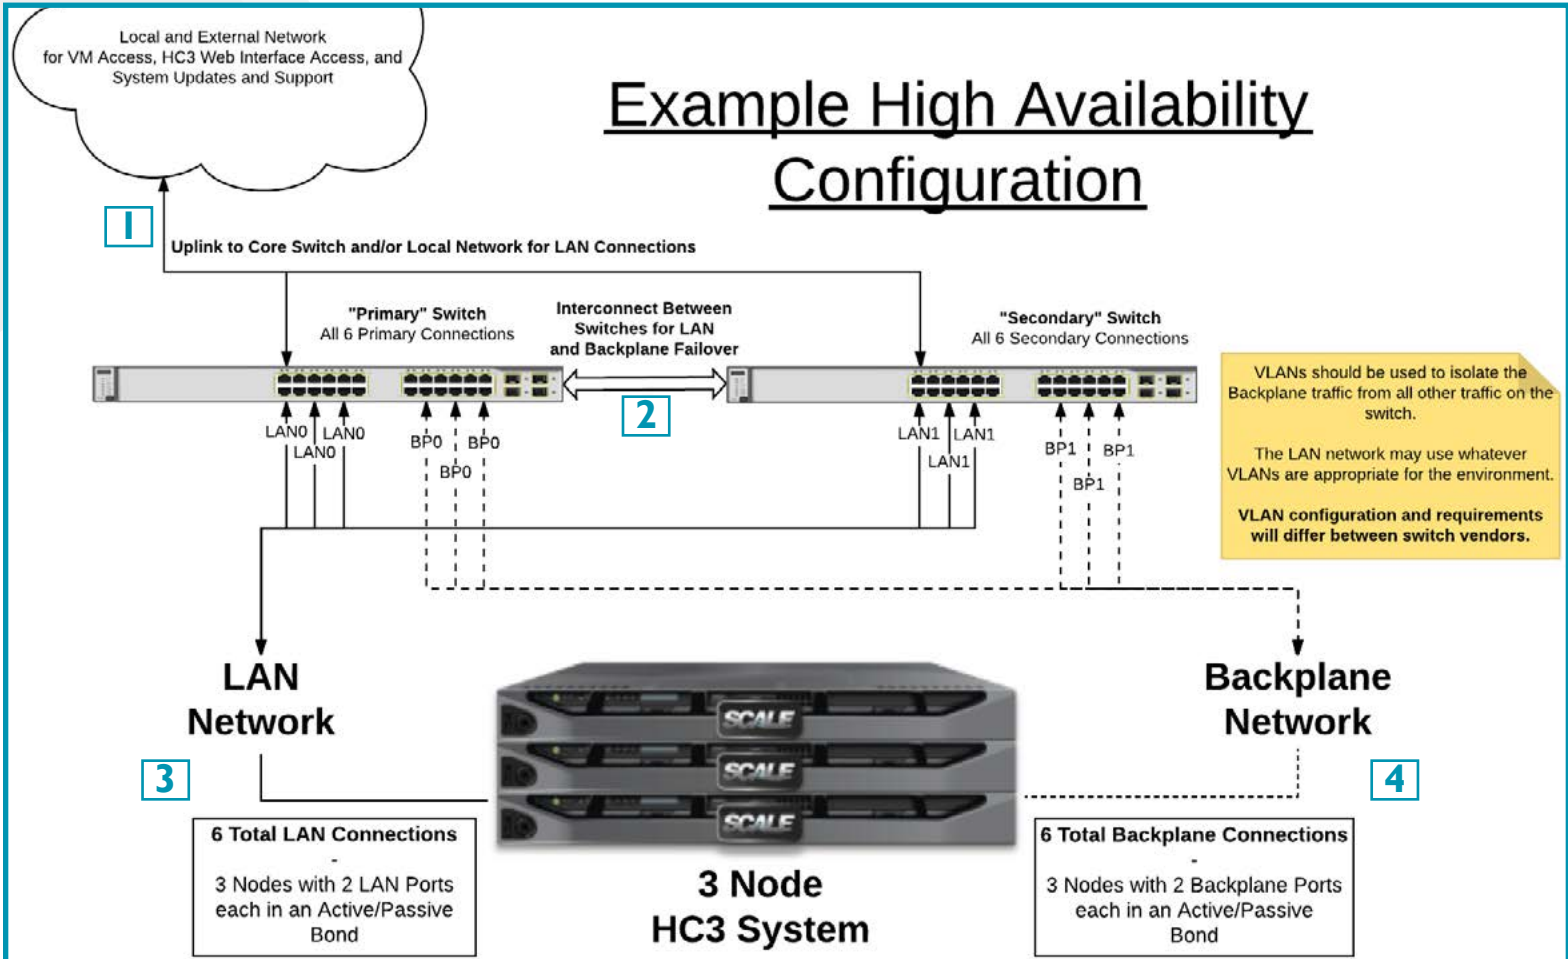 Local and External Network
for VM Access, HC3 Web Interface Access, and
System Updates and Support
Example High Availability
Configuration
1
Uplink to Core Switch and/or Local Network for LAN Connections
"Primary" Switch
All 6 Primary Connections
Interconnect Between
Switches for LAN
and Backplane Failover
"Secondary" Switch
All 6 Secondary Connections
2
VLANs should be used to isolate the
Backplane traffic from all other traffic on the
switch.
The LAN network may use whatever
VLANs are appropriate for the environment.
VLAN configuration and requirements
will differ between switch vendors.
LAN0
LAN0
LAN0
BP0
BP0
BP0
LAN1
LAN1
LAN1
BP1
BP1
BP1
LAN
Network
Backplane
Network
SCALE
SCALE
SCALE
3
4
6 Total LAN Connections
-
3 Nodes with 2 LAN Ports
each in an Active/Passive
Bond
3 Node
HC3 System
6 Total Backplane Connections
-
3 Nodes with 2 Backplane Ports
each in an Active/Passive
Bond